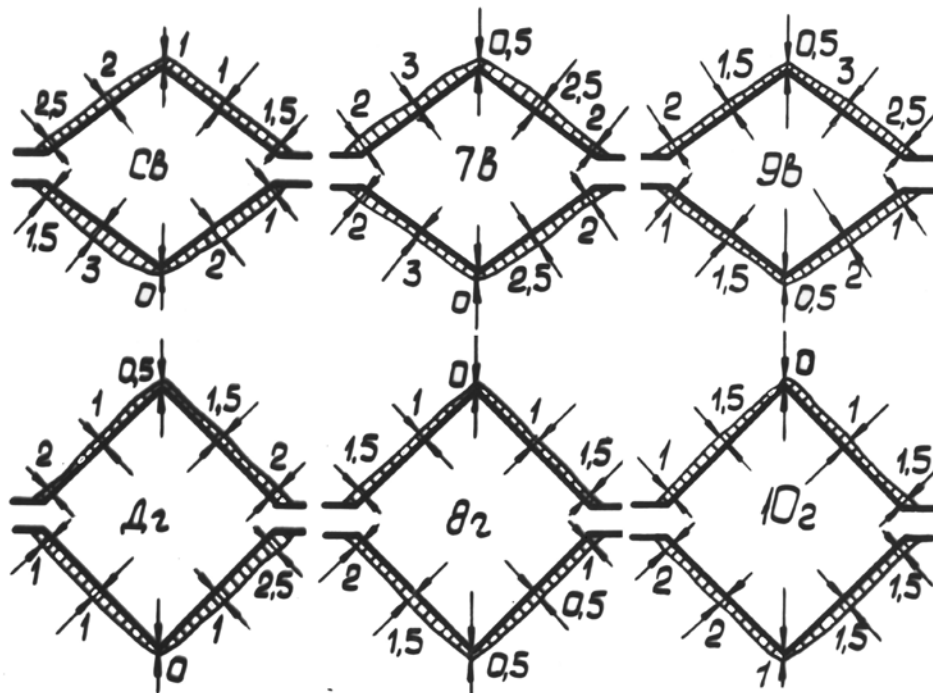 1 0,5 0,5
2 1 3 2,5 1,5 3
2,5 1,5 2 2 2 2,5
Св 7в 9в
1,5 1 2 2 1 1
3 2 3 2,5 1,5 2
0 0 0,5
0,5 0 0
1 1,5 1 1 1,5 1
2 2 1,5 1,5 1 1,5
Дг 8г 10г
1 2,5 2 1 2 1,5
1 1 1,5 0,5 2 1,5
0 0,5 1